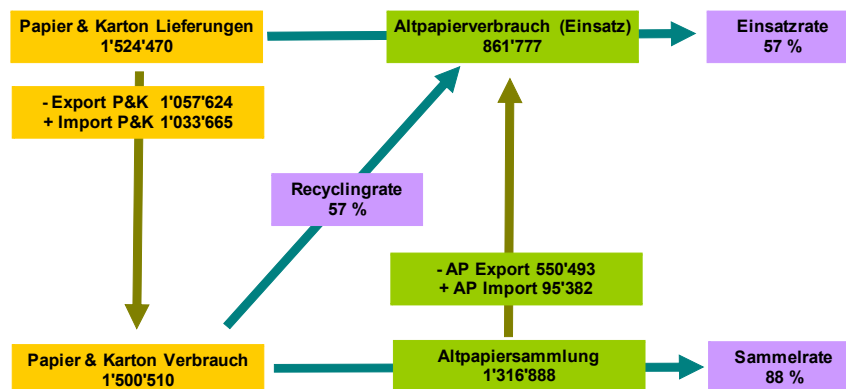 Papier & Karton Lieferungen
1'524'470
Altpapierverbrauch (Einsatz)
861'777
Einsatzrate
57 %
- Export P&K 1'057'624
+ Import P&K 1'033'665
Recyclingrate
57 %
- AP Export 550'493
+ AP Import 95'382
Papier & Karton Verbrauch
1'500'510
Altpapiersammlung
1'316'888
Sammelrate
88 %